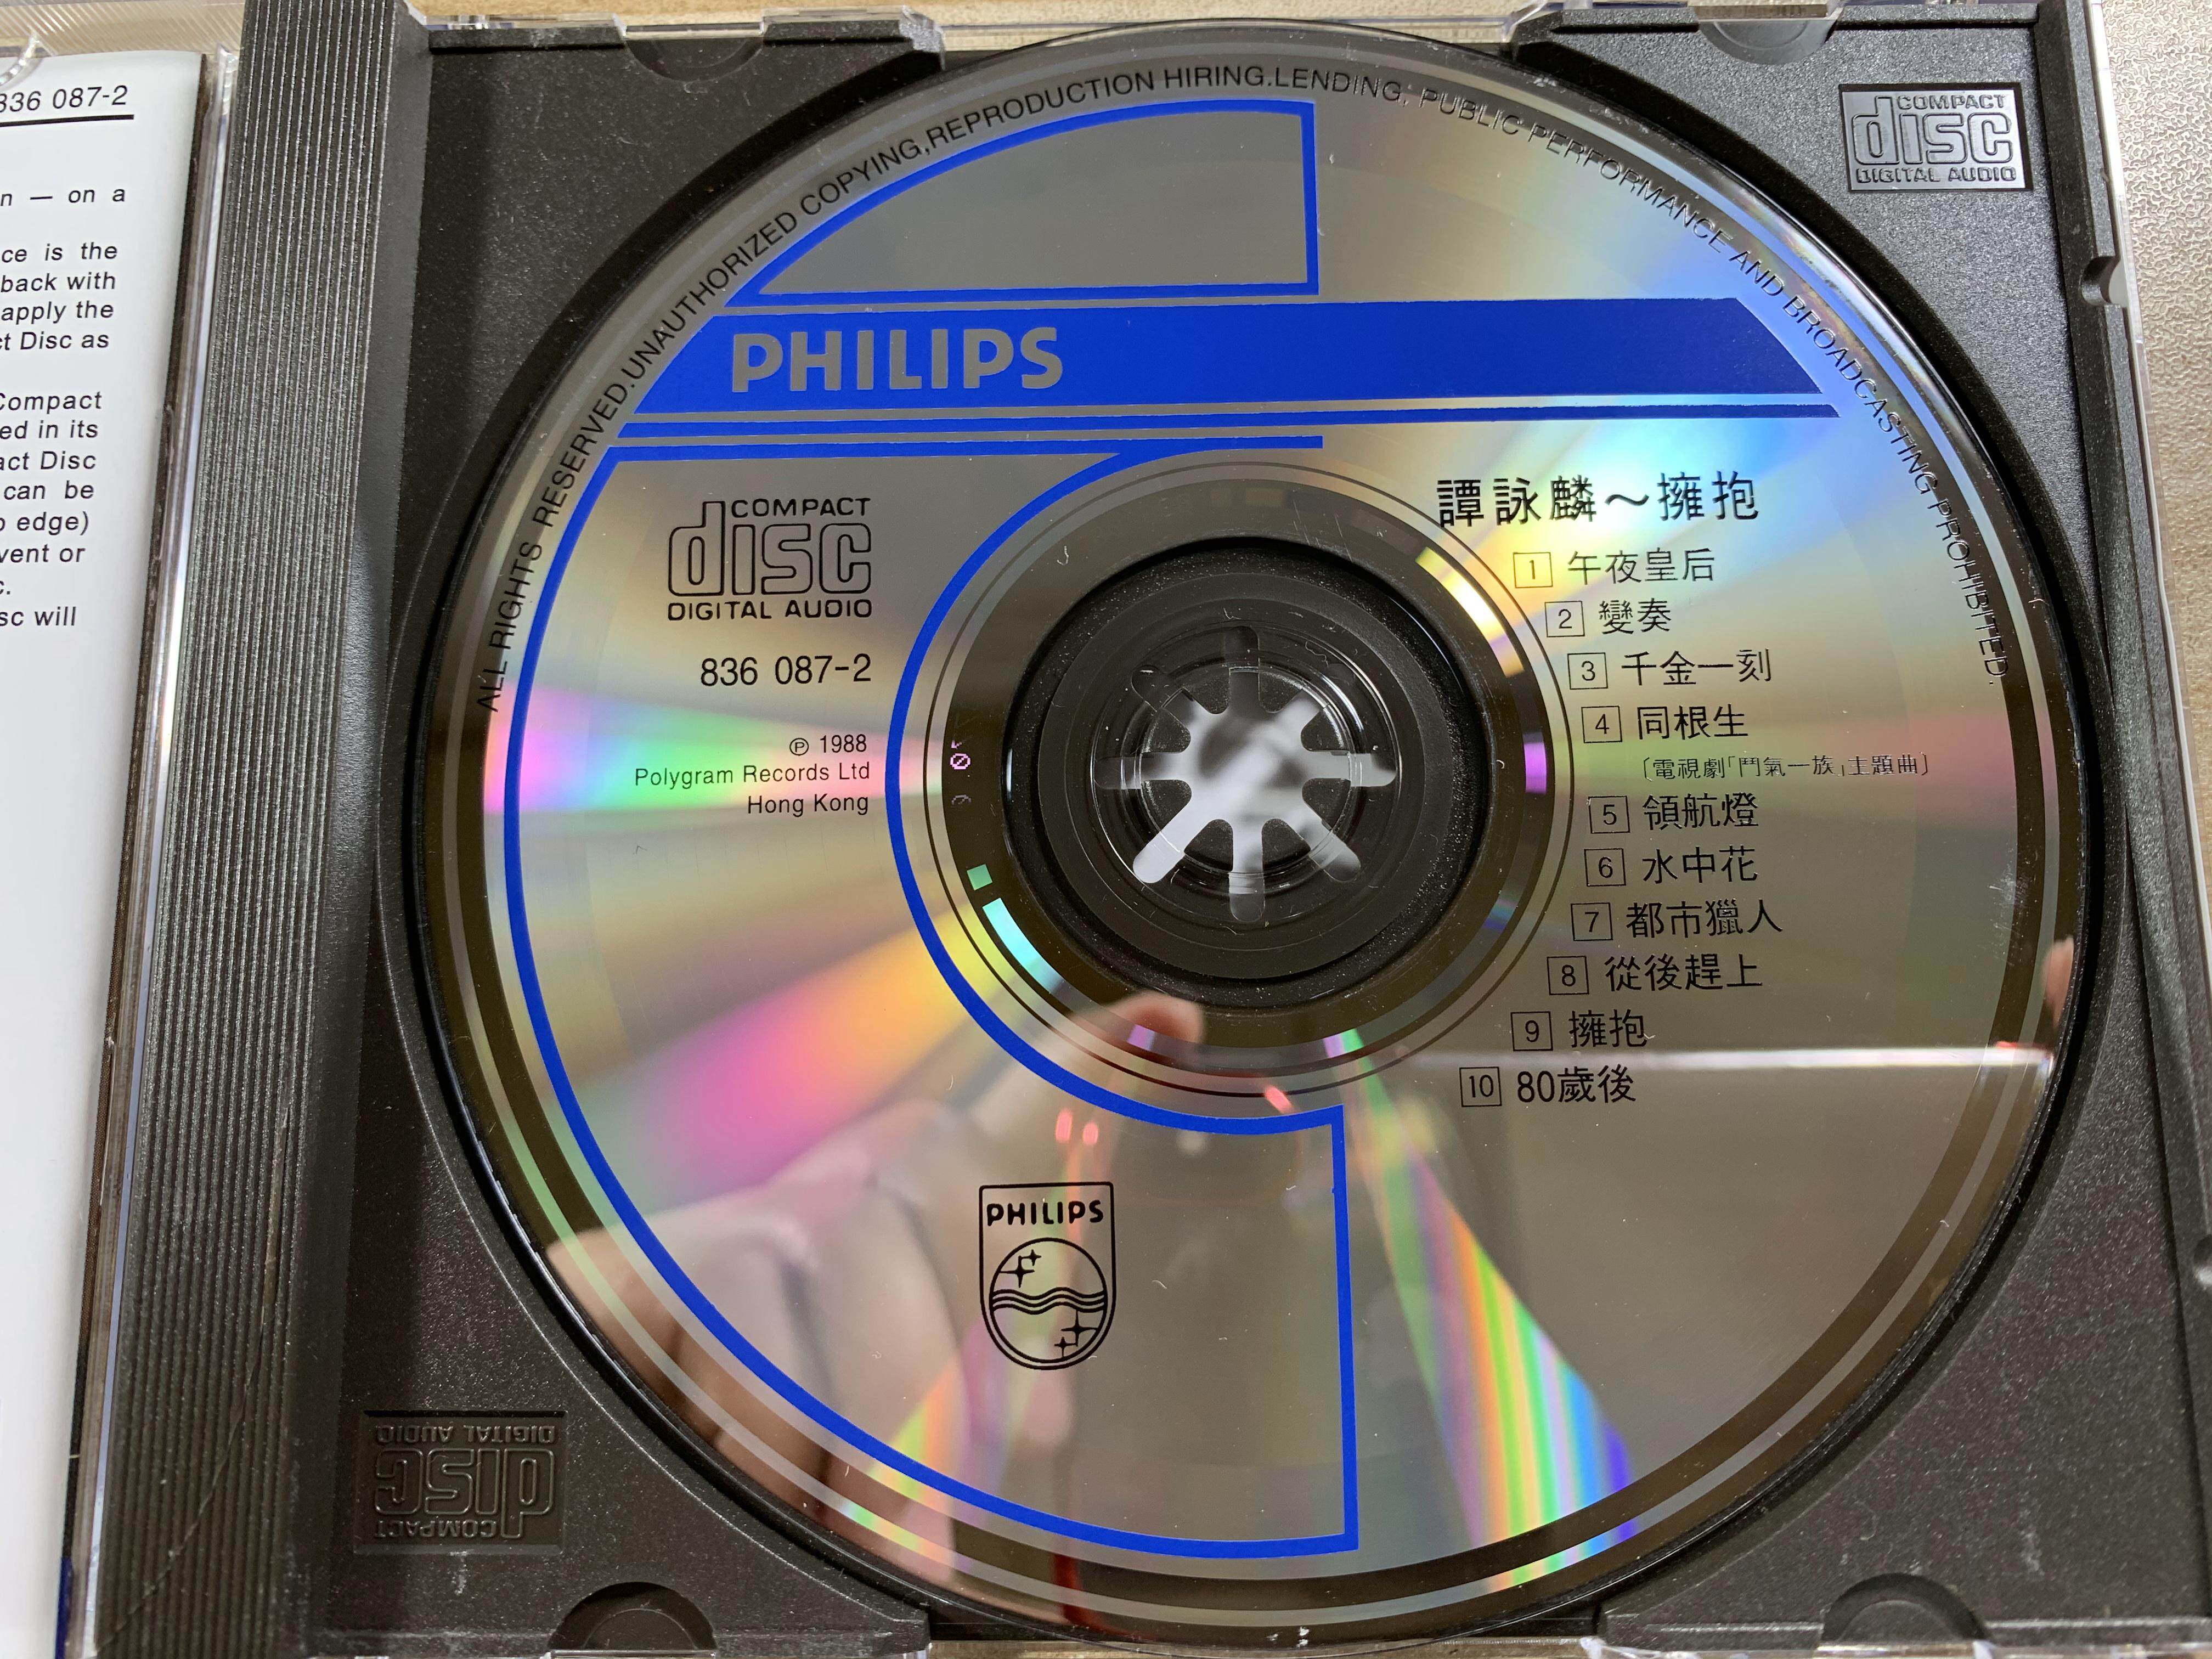 836 087-2
n — on a
ce is the
back with
apply the
ct Disc as
Compact
ed in its
act Disc
can be
o edge)
vent or
c.
sc will
COMPACT
disc
DIGITAL AUDIO
ALL RIGHTS RESERVED.UNAUTHORIZED COPYING,REPRODUCTION HIRING.LENDING, PUBLIC PERFORMANCE AND BROADCASTING PROHIBITED.
PHILIPS
COMPACT
disc
DIGITAL AUDIO
836 087-2
℗ 1988
Polygram Records Ltd
Hong Kong
譚詠麟～擁抱
1 午夜皇后
2 變奏
3 千金一刻
4 同根生
〔電視劇「鬥氣一族」主題曲〕
5 領航燈
6 水中花
7 都市獵人
8 從後趕上
9 擁抱
10 80歲後
PHILIPS
COMPACT
disc
DIGITAL AUDIO